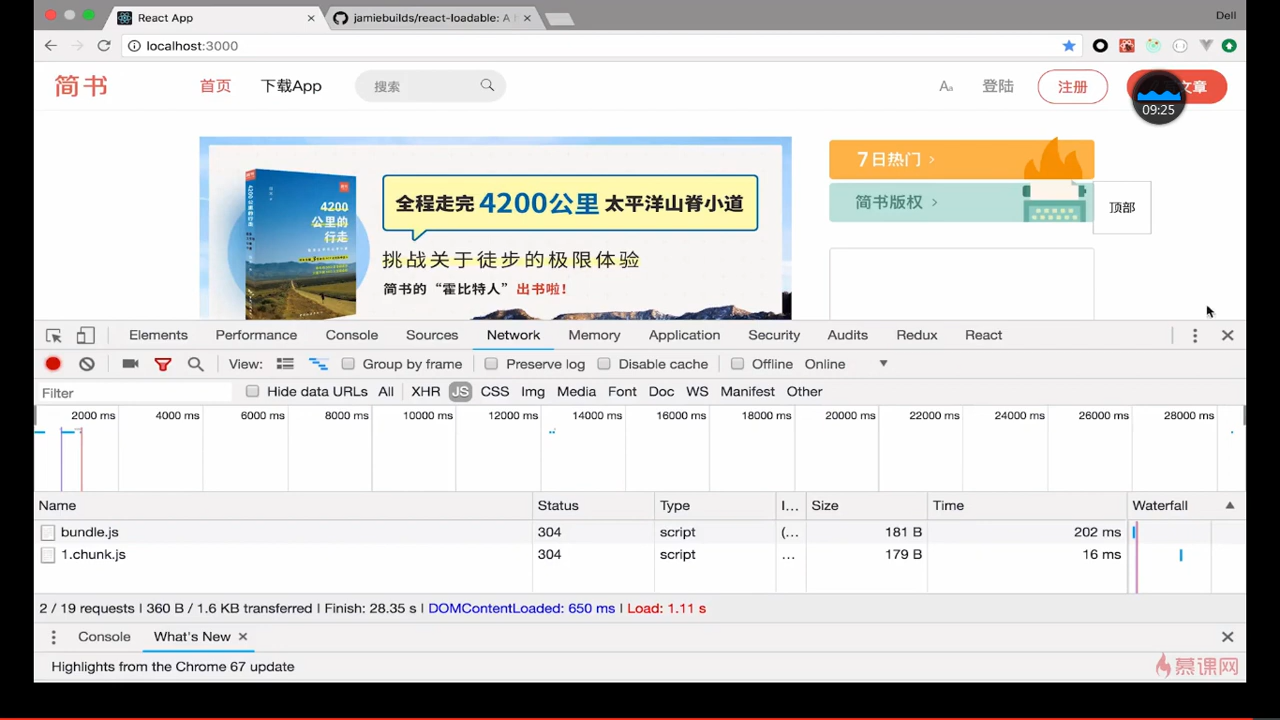 React App
jamiebuilds/react-loadable: A
Dell
localhost:3000
简书
首页
下载App
搜索
Aa
登陆
注册
文章
09:25
4200
公里的
行走
全程走完 4200公里 太平洋山脊小道
挑战关于徒步的极限体验
简书的“霍比特人”出书啦！
7日热门 >
简书版权 >
顶部
Elements Performance Console Sources Network Memory Application Security Audits Redux React
View: Group by frame Preserve log Disable cache Offline Online
Filter Hide data URLs All XHR JS CSS Img Media Font Doc WS Manifest Other
2000 ms 4000 ms 6000 ms 8000 ms 10000 ms 12000 ms 14000 ms 16000 ms 18000 ms 20000 ms 22000 ms 24000 ms 26000 ms 28000 ms
Name Status Type I... Size Time Waterfall
bundle.js 304 script (... 181 B 202 ms
1.chunk.js 304 script ... 179 B 16 ms
2 / 19 requests | 360 B / 1.6 KB transferred | Finish: 28.35 s | DOMContentLoaded: 650 ms | Load: 1.11 s
Console What's New
Highlights from the Chrome 67 update
慕课网